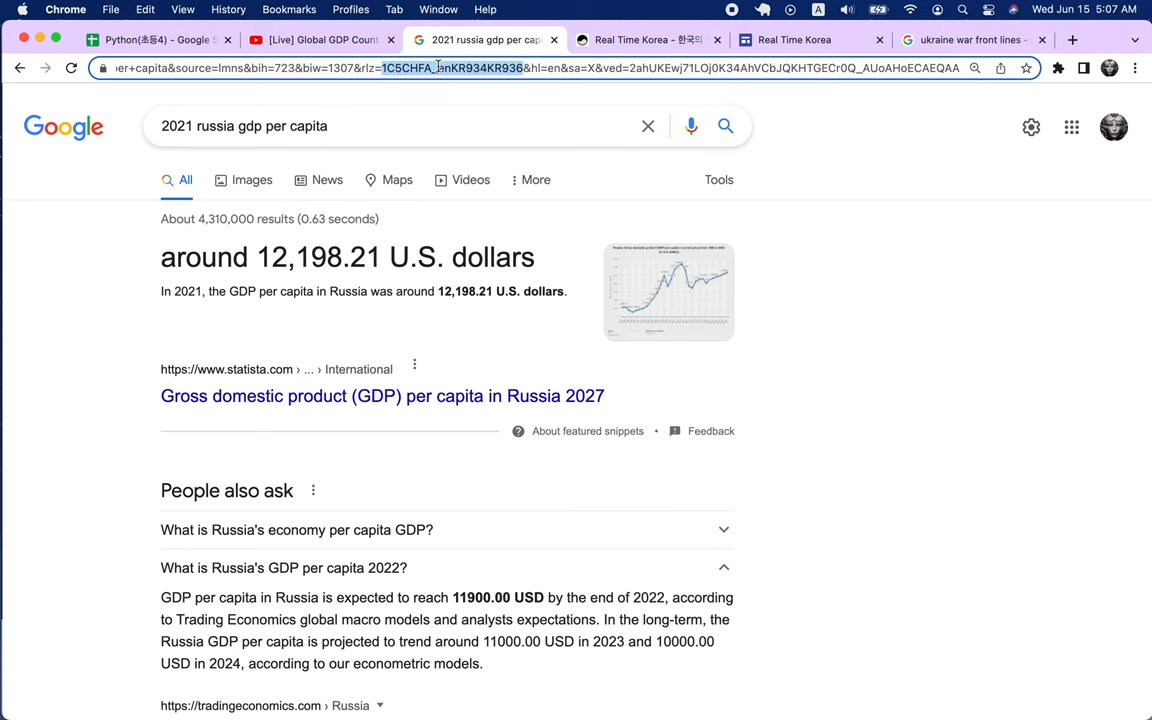 Chrome File Edit View History Bookmarks Profiles Tab Window Help A Wed Jun 15 5:07 AM
Python(초등4) - Google S [Live] Global GDP Count 2021 russia gdp per capi Real Time Korea - 한국의 Real Time Korea ukraine war front lines -
per+capita&source=lmns&bih=723&biw=1307&rlz=1C5CHFA_enKR934KR936&hl=en&sa=X&ved=2ahUKEwj71LOj0K34AhVCbJQKHTGECr0Q_AUoAHoECAEQAA
Google 2021 russia gdp per capita
All Images News Maps Videos More Tools
About 4,310,000 results (0.63 seconds)
around 12,198.21 U.S. dollars
In 2021, the GDP per capita in Russia was around 12,198.21 U.S. dollars.
https://www.statista.com › ... › International
Gross domestic product (GDP) per capita in Russia 2027
About featured snippets • Feedback
People also ask
What is Russia's economy per capita GDP?
What is Russia's GDP per capita 2022?
GDP per capita in Russia is expected to reach 11900.00 USD by the end of 2022, according
to Trading Economics global macro models and analysts expectations. In the long-term, the
Russia GDP per capita is projected to trend around 11000.00 USD in 2023 and 10000.00
USD in 2024, according to our econometric models.
https://tradingeconomics.com › Russia